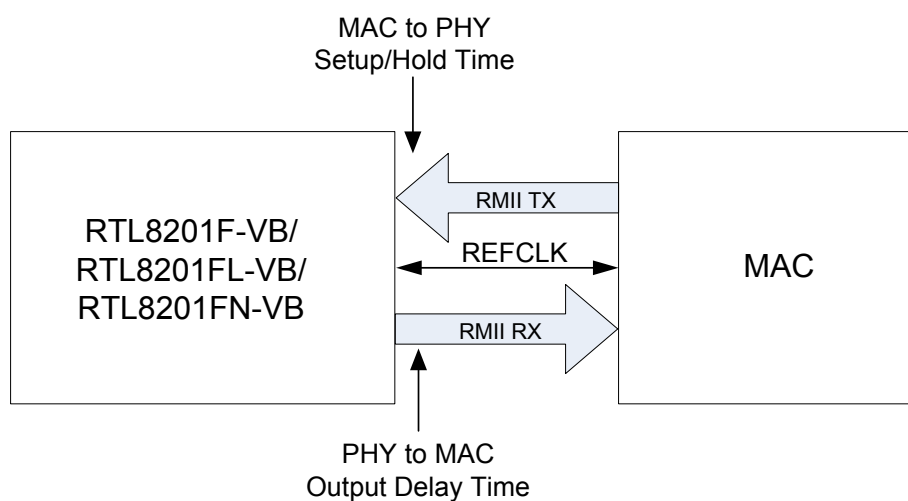 MAC to PHY
Setup/Hold Time
RMII TX
RTL8201F-VB/
RTL8201FL-VB/
RTL8201FN-VB
REFCLK
MAC
RMII RX
PHY to MAC
Output Delay Time